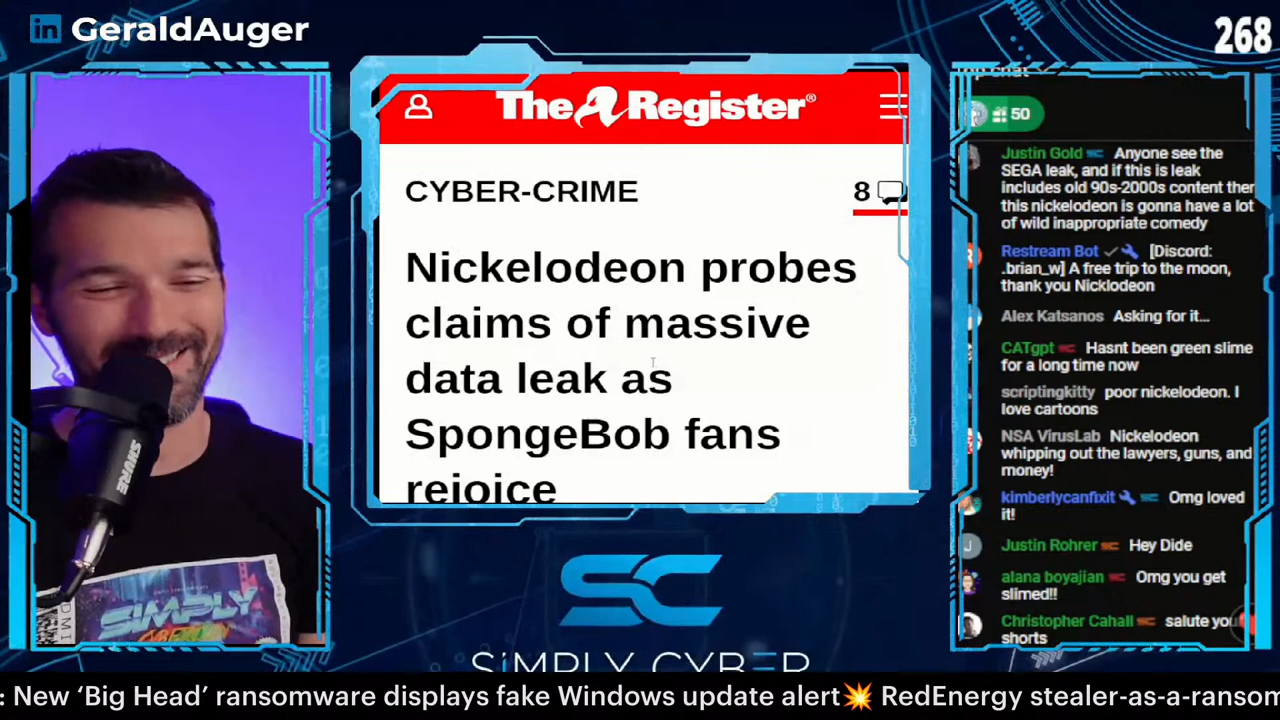 in GeraldAuger
268
The Register®
CYBER-CRIME
8
Nickelodeon probes
claims of massive
data leak as
SpongeBob fans
rejoice
SC
SiMPLY CYBER
SHURE
SiMPLY
50
Justin Gold Anyone see the
SEGA leak, and if this is leak
includes old 90s-2000s content then
this nickelodeon is gonna have a lot
of wild inappropriate comedy
Restream Bot [Discord:
.brian_w] A free trip to the moon,
thank you Nicklodeon
Alex Katsanos Asking for it...
CATgpt Hasnt been green slime
for a long time now
scriptingkitty poor nickelodeon. I
love cartoons
NSA VirusLab Nickelodeon
whipping out the lawyers, guns, and
money!
kimberlycanfixit Omg loved
it!
J
Justin Rohrer Hey Dide
alana boyajian Omg you get
slimed!!
Christopher Cahall salute you
shorts
: New ‘Big Head’ ransomware displays fake Windows update alert💥 RedEnergy stealer-as-a-ransom